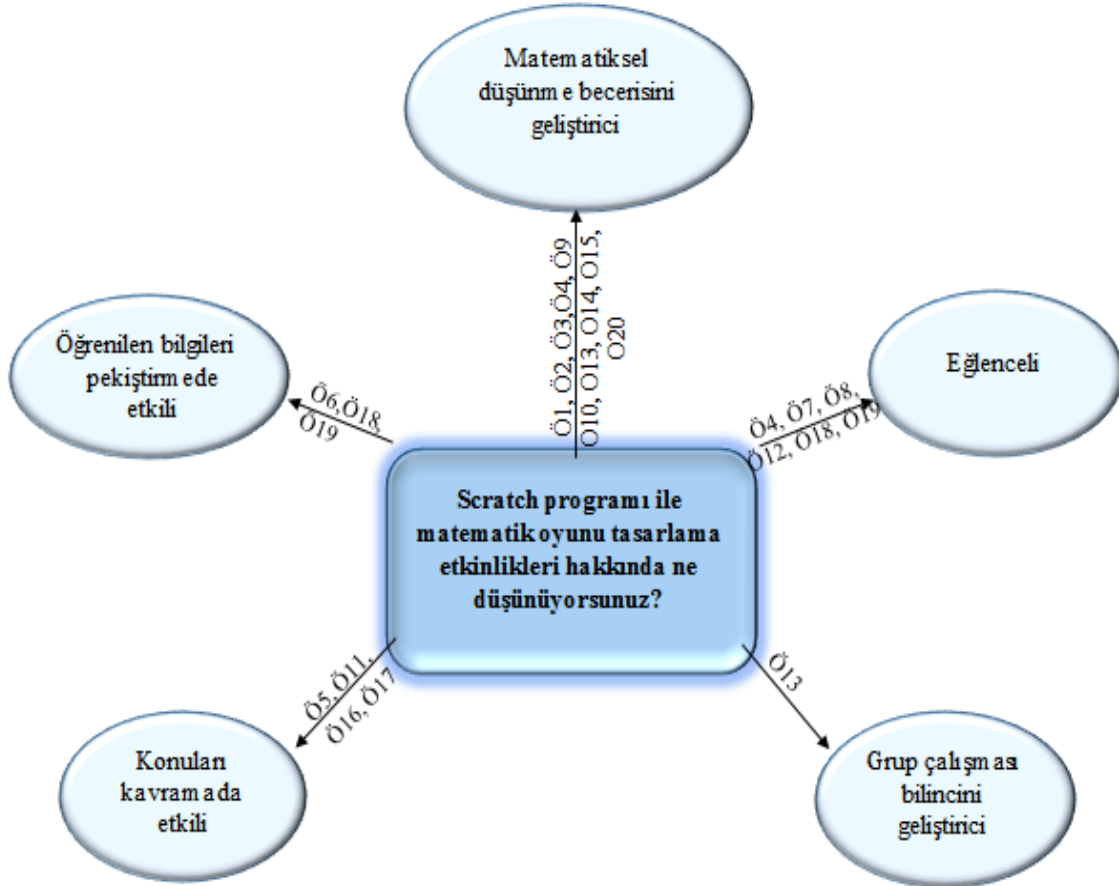 Matematiksel
düşünme becerisini
geliştirici
Ö1, Ö2, Ö3,Ö4, Ö9
Ö10, Ö13, Ö14, Ö15,
Ö20
Öğrenilen bilgileri
pekiştirmede
etkili
Ö6,Ö18,
Ö19
Eğlenceli
Ö4, Ö7, Ö8,
Ö12, Ö18, Ö19
Scratch programı ile
matematik oyunu tasarlama
etkinlikleri hakkında ne
düşünüyorsunuz?
Ö5, Ö11,
Ö16, Ö17
Ö13
Konuları
kavramada
etkili
Grup çalışması
bilincini
geliştirici